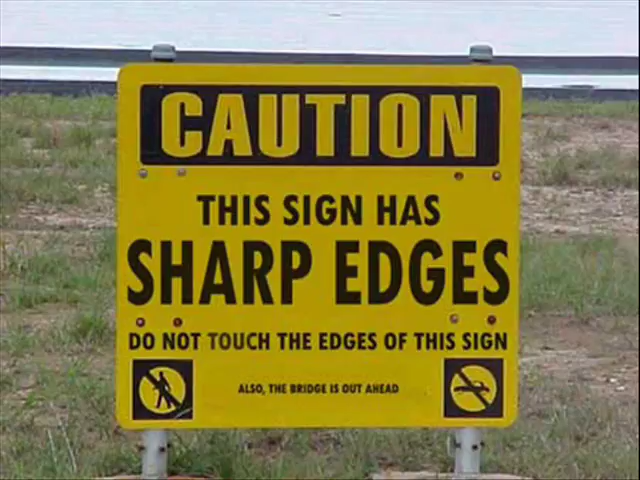 CAUTION
THIS SIGN HAS
SHARP EDGES
DO NOT TOUCH THE EDGES OF THIS SIGN
ALSO, THE BRIDGE IS OUT AHEAD